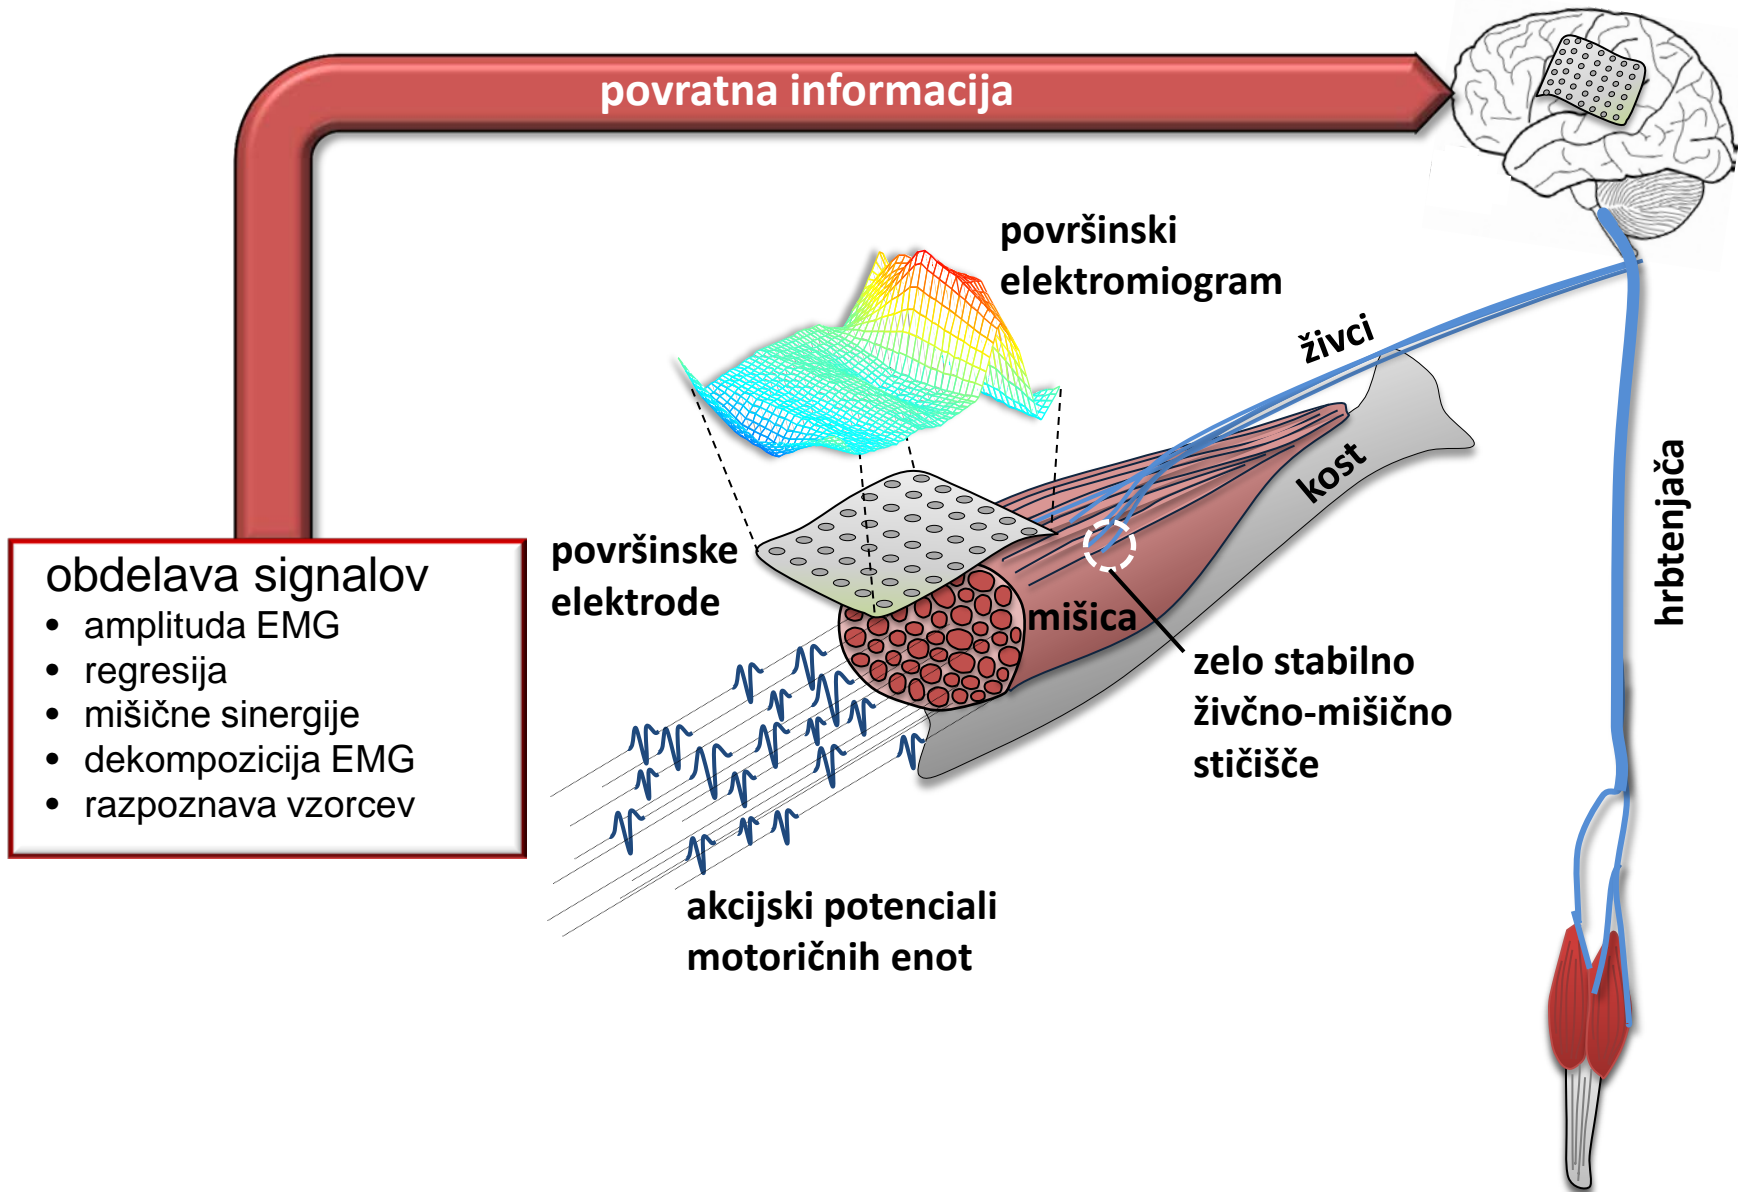 povratna informacija
površinski
elektromiogram
živci
kost
hrbtenjača
površinske
elektrode
mišica
zelo stabilno
živčno-mišično
stičišče
obdelava signalov
• amplituda EMG
• regresija
• mišične sinergije
• dekompozicija EMG
• razpoznava vzorcev
akcijski potenciali
motoričnih enot